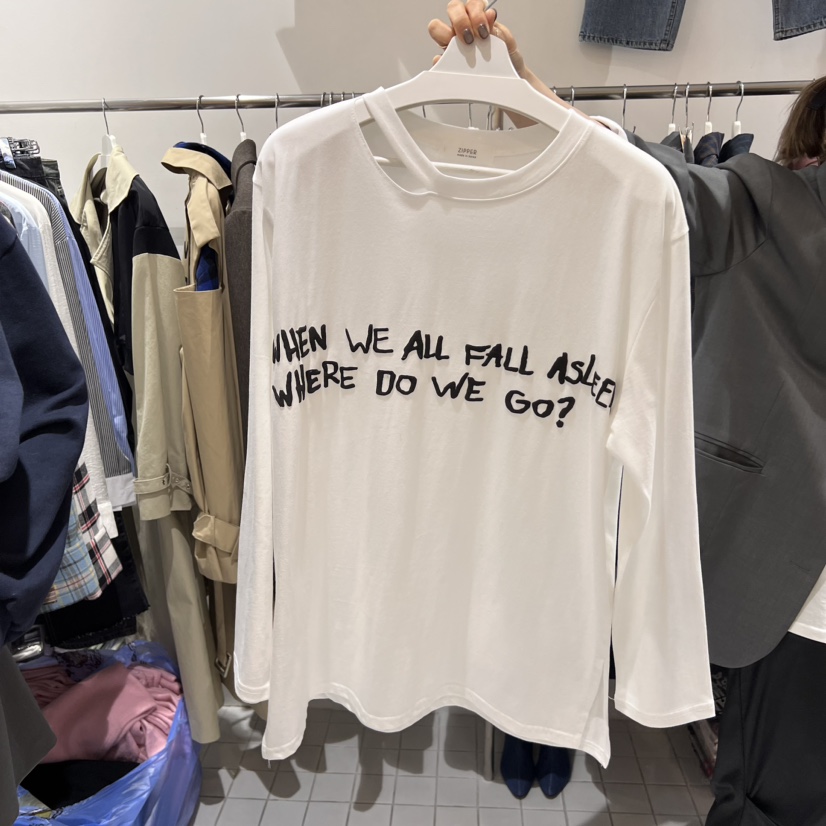 ZIPPER
WHEN WE ALL FALL ASLEE
WHERE DO WE GO?